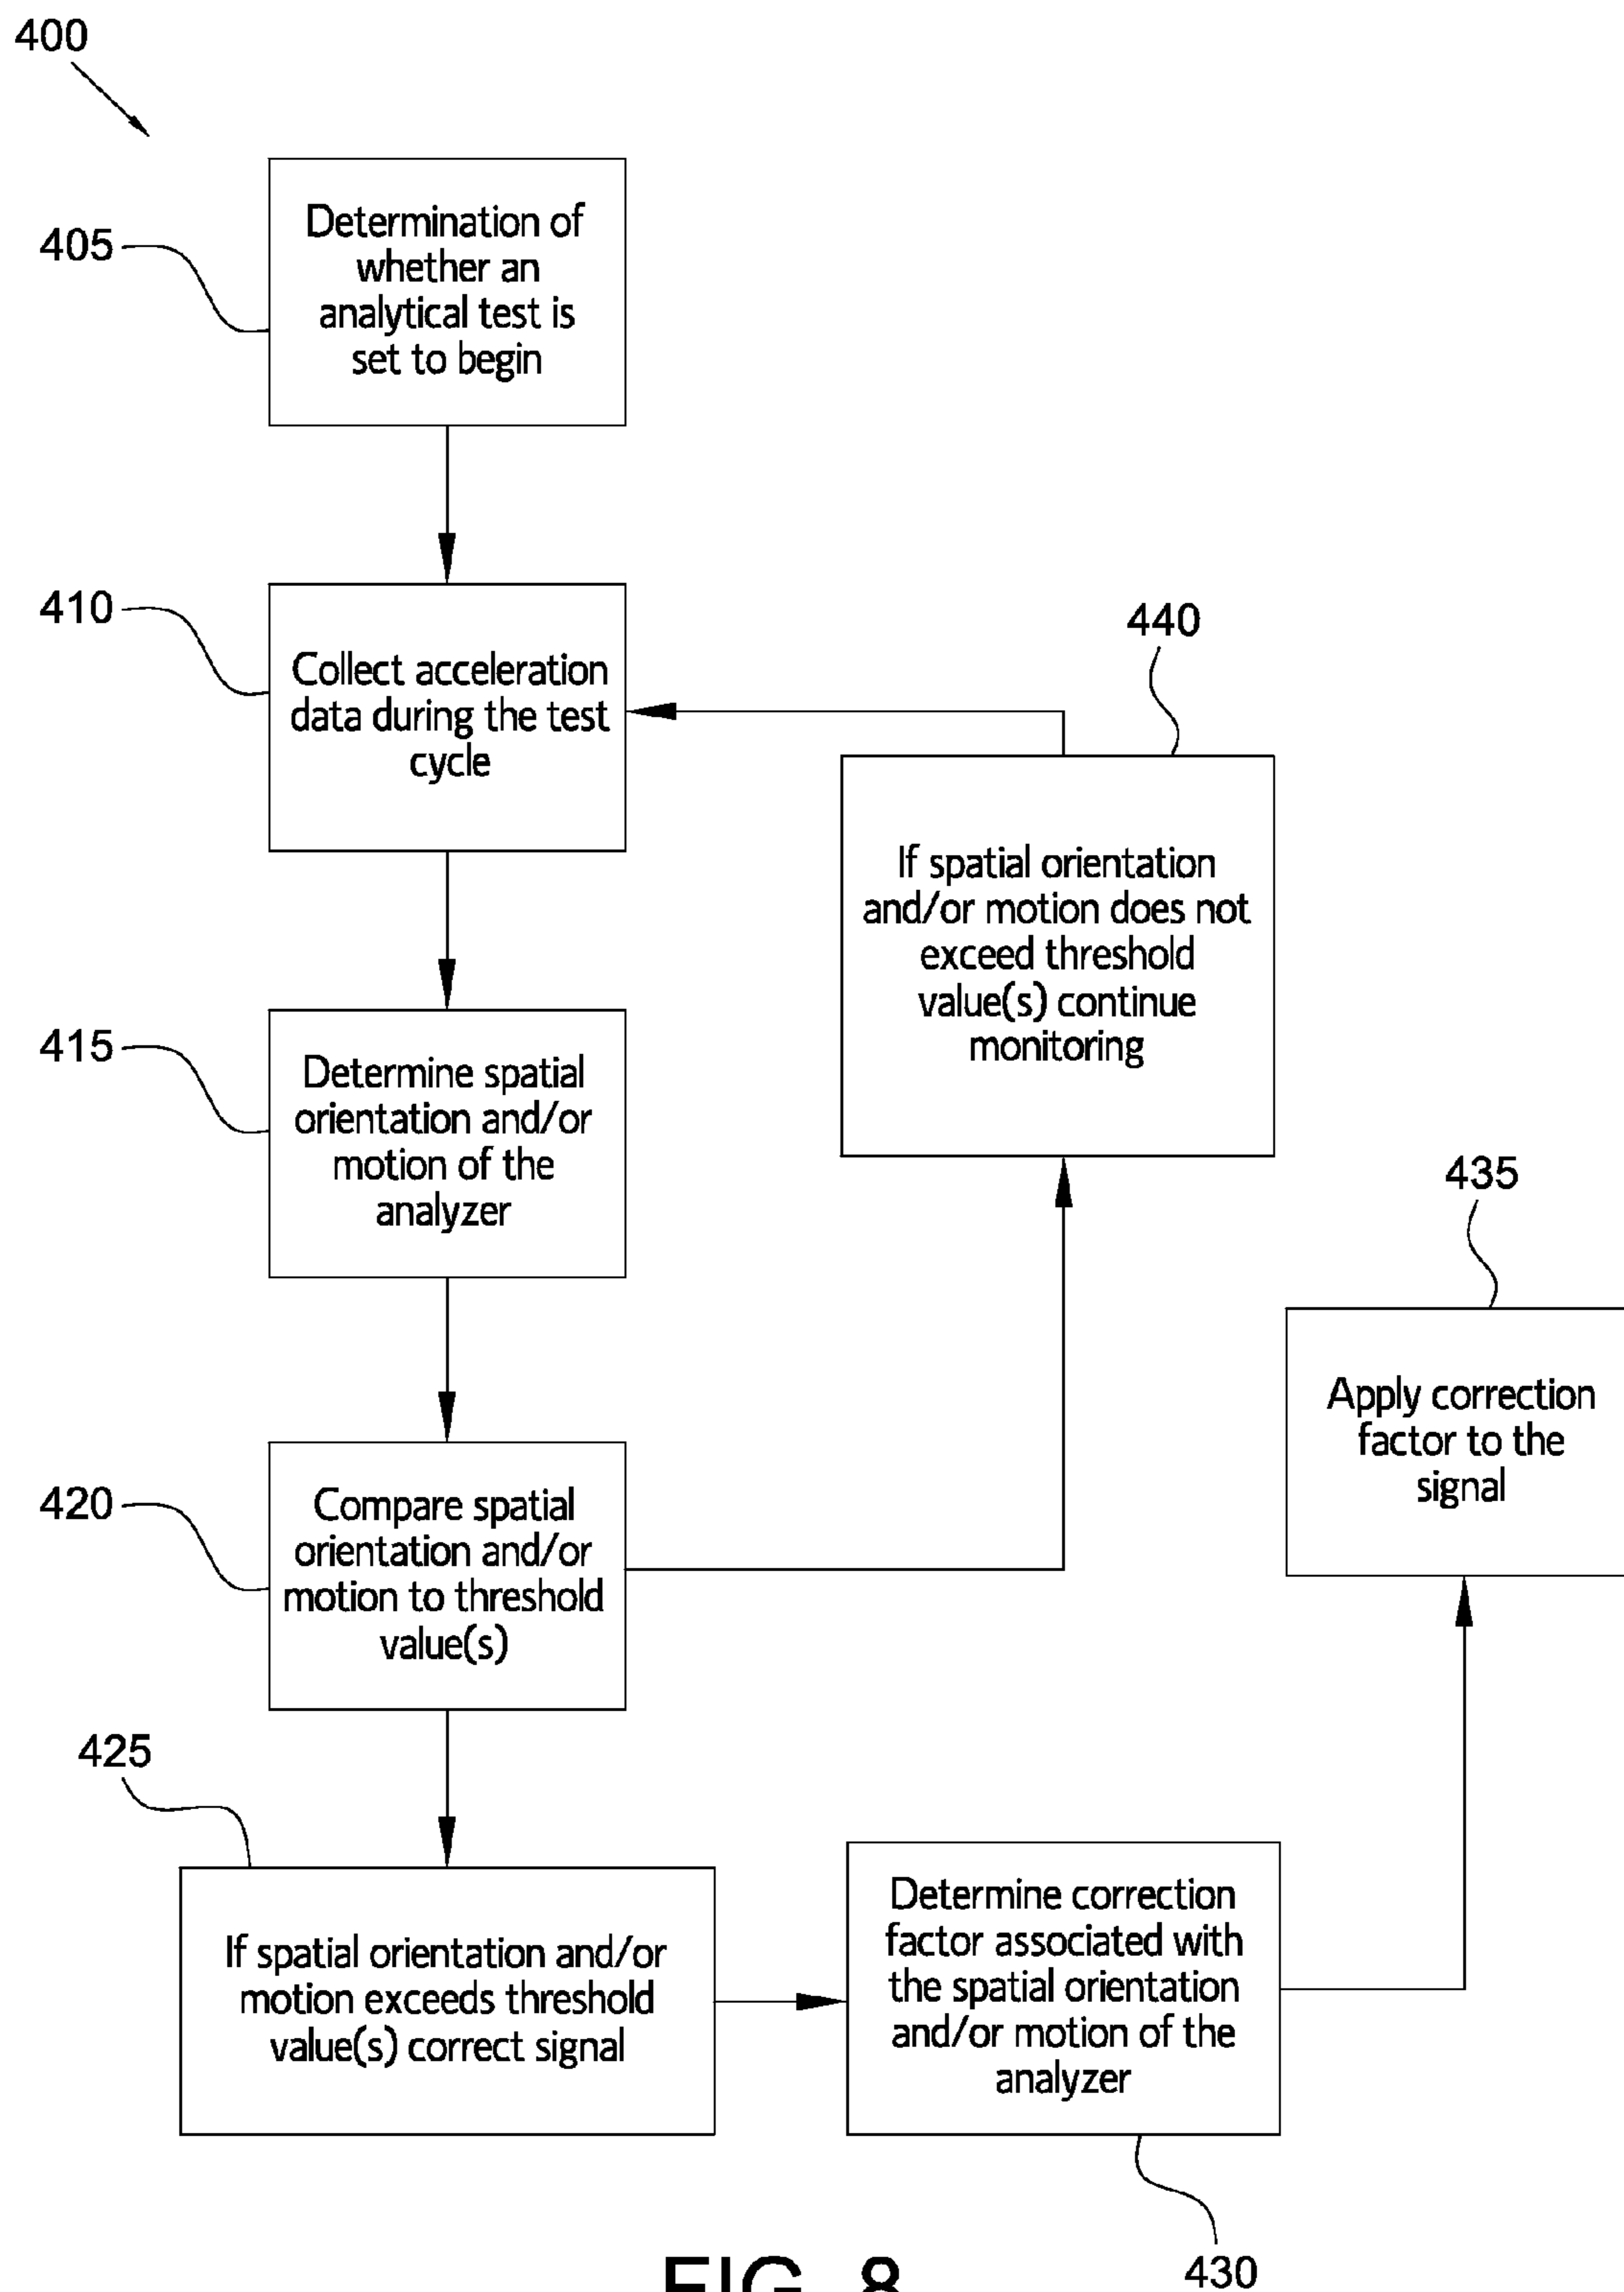 400
405
Determination of
whether an
analytical test is
set to begin
410
Collect acceleration
data during the test
cycle
440
If spatial orientation
and/or motion does not
exceed threshold
value(s) continue
monitoring
415
Determine spatial
orientation and/or
motion of the
analyzer
435
Apply correction
factor to the
signal
420
Compare spatial
orientation and/or
motion to threshold
value(s)
425
If spatial orientation and/or
motion exceeds threshold
value(s) correct signal
Determine correction
factor associated with
the spatial orientation
and/or motion of the
analyzer
430
FIG. 8